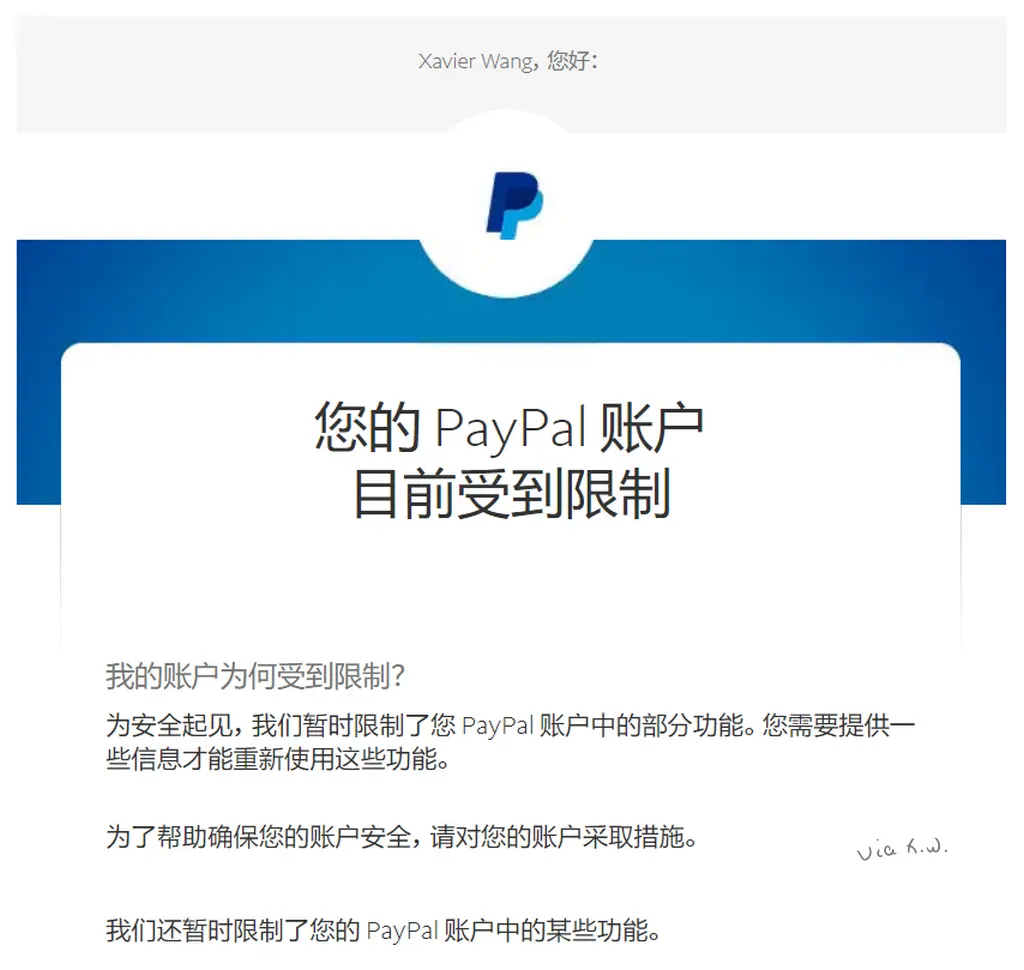 Xavier Wang，您好：
您的 PayPal 账户
目前受到限制
我的账户为何受到限制？
为安全起见，我们暂时限制了您 PayPal 账户中的部分功能。您需要提供一
些信息才能重新使用这些功能。
为了帮助确保您的账户安全，请对您的账户采取措施。
via X.W.
我们还暂时限制了您的 PayPal 账户中的某些功能。